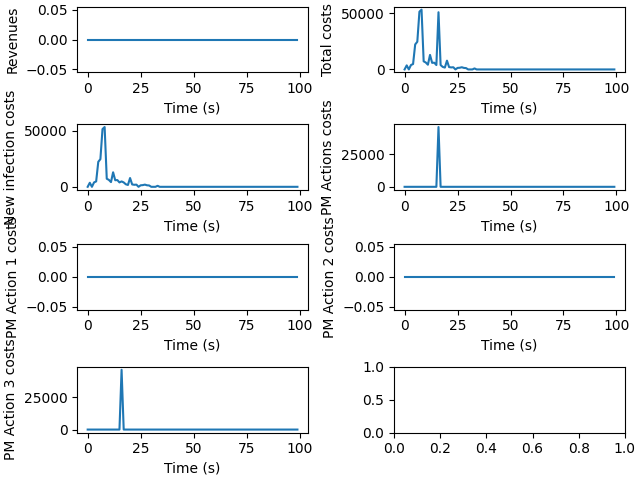 Revenues
0.05
0.00
−0.05
0 25 50 75 100
Time (s)
Total costs
50000
0
0 25 50 75 100
Time (s)
New infection costs
50000
0
0 25 50 75 100
Time (s)
PM Actions costs
25000
0
0 25 50 75 100
Time (s)
PM Action 1 costs
0.05
0.00
−0.05
0 25 50 75 100
Time (s)
PM Action 2 costs
0.05
0.00
−0.05
0 25 50 75 100
Time (s)
PM Action 3 costs
25000
0
0 25 50 75 100
Time (s)
1.0
0.5
0.0
0.0 0.2 0.4 0.6 0.8 1.0